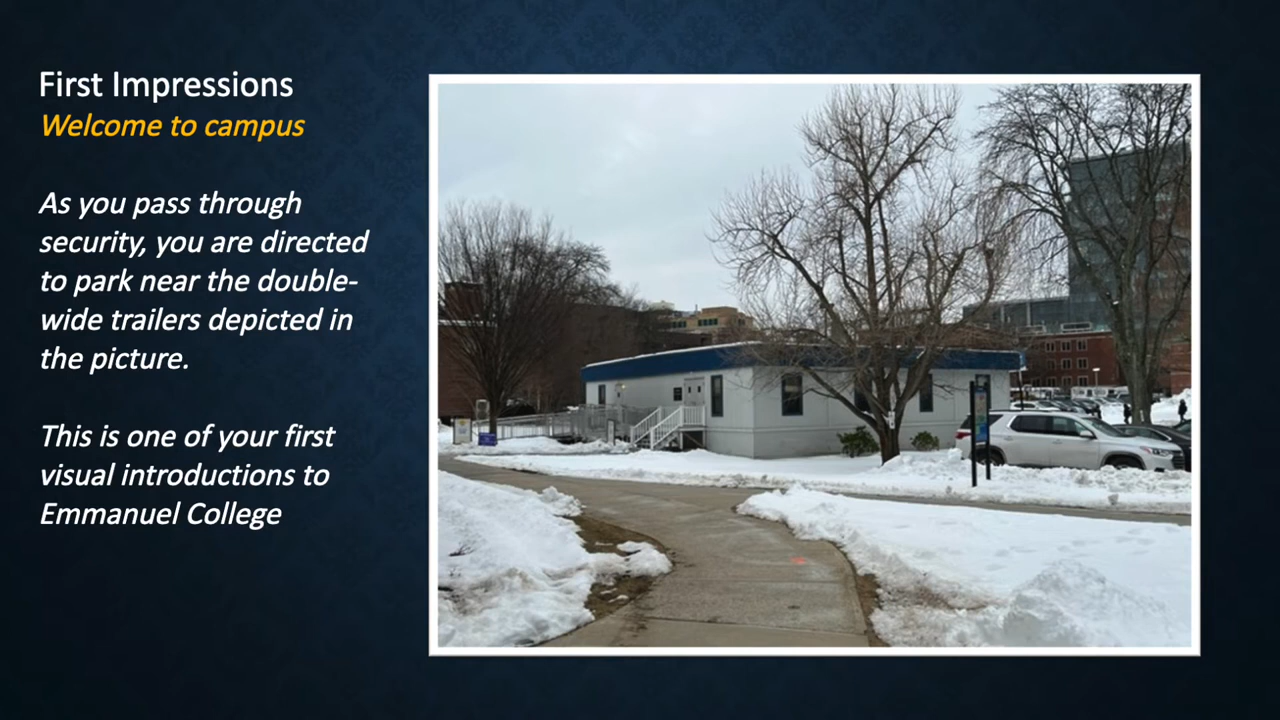 First Impressions
Welcome to campus
As you pass through
security, you are directed
to park near the double-
wide trailers depicted in
the picture.
This is one of your first
visual introductions to
Emmanuel College